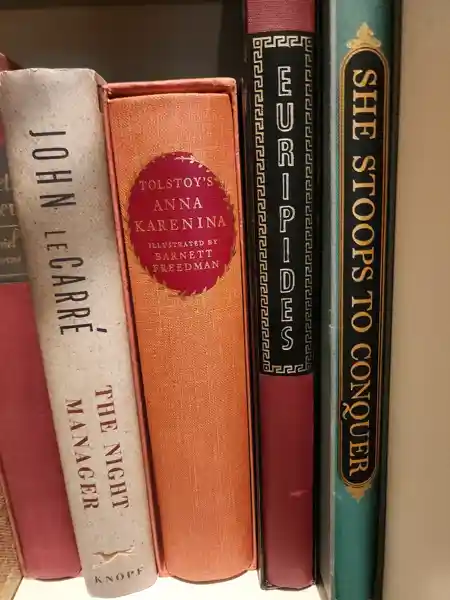 JOHN LE CARRÉ
THE NIGHT
MANAGER
KNOPF
TOLSTOY'S
ANNA
KARENINA
ILLUSTRATED BY
BARNETT
FREEDMAN
EURIPIDES
SHE STOOPS TO CONQUER